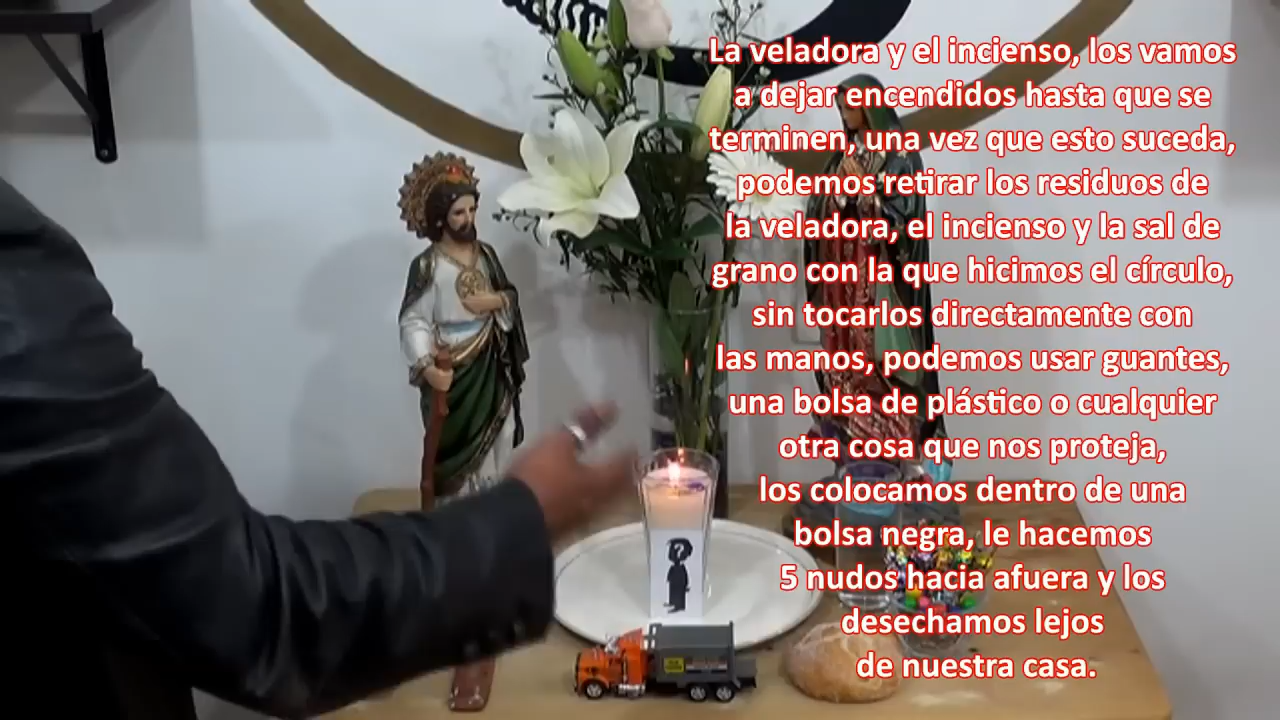 La veladora y el incienso, los vamos
a dejar encendidos hasta que se
terminen, una vez que esto suceda,
podemos retirar los residuos de
la veladora, el incienso y la sal de
grano con la que hicimos el círculo,
sin tocarlos directamente con
las manos, podemos usar guantes,
una bolsa de plástico o cualquier
otra cosa que nos proteja,
los colocamos dentro de una
bolsa negra, le hacemos
5 nudos hacia afuera y los
desechamos lejos
de nuestra casa.
?